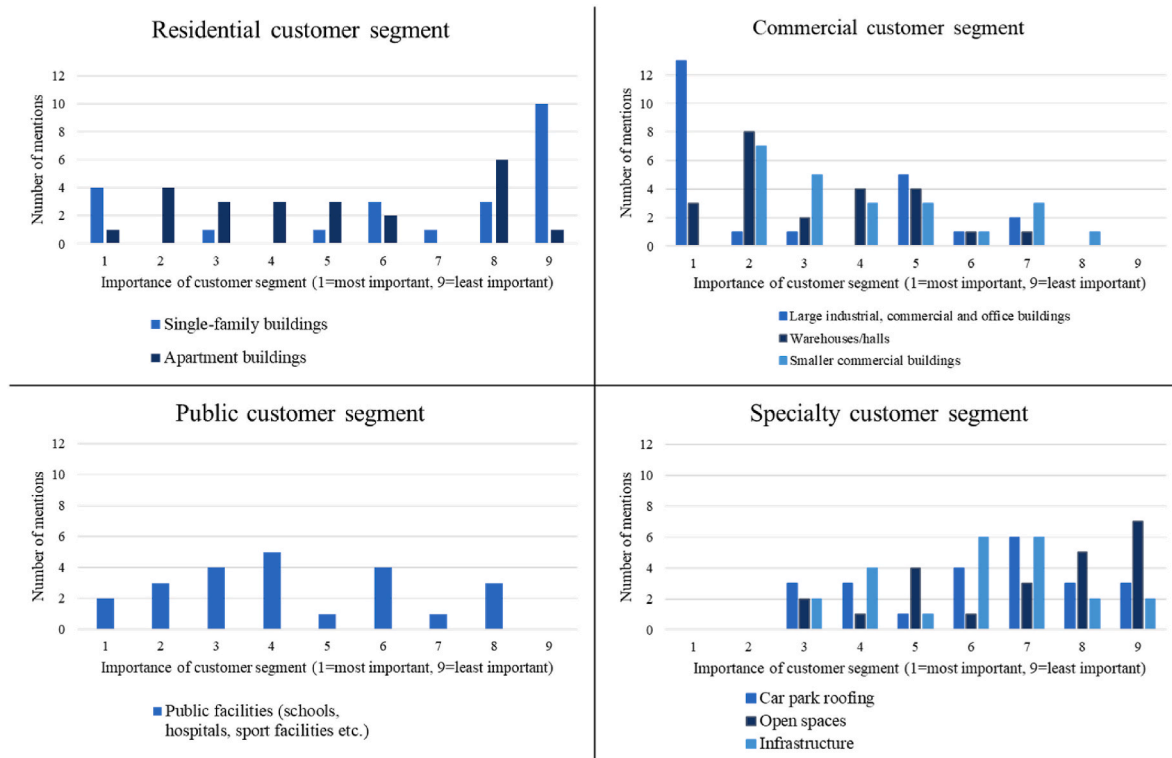 Residential customer segment
Number of mentions
12
10
8
6
4
2
0
1 2 3 4 5 6 7 8 9
Importance of customer segment (1=most important, 9=least important)
Single-family buildings
Apartment buildings
Commercial customer segment
Number of mentions
12
10
8
6
4
2
0
1 2 3 4 5 6 7 8 9
Importance of customer segment (1=most important, 9=least important)
Large industrial, commercial and office buildings
Warehouses/halls
Smaller commercial buildings
Public customer segment
Number of mentions
12
10
8
6
4
2
0
1 2 3 4 5 6 7 8 9
Importance of customer segment (1=most important, 9=least important)
Public facilities (schools,
hospitals, sport facilities etc.)
Specialty customer segment
Number of mentions
12
10
8
6
4
2
0
1 2 3 4 5 6 7 8 9
Importance of customer segment (1=most important, 9=least important)
Car park roofing
Open spaces
Infrastructure